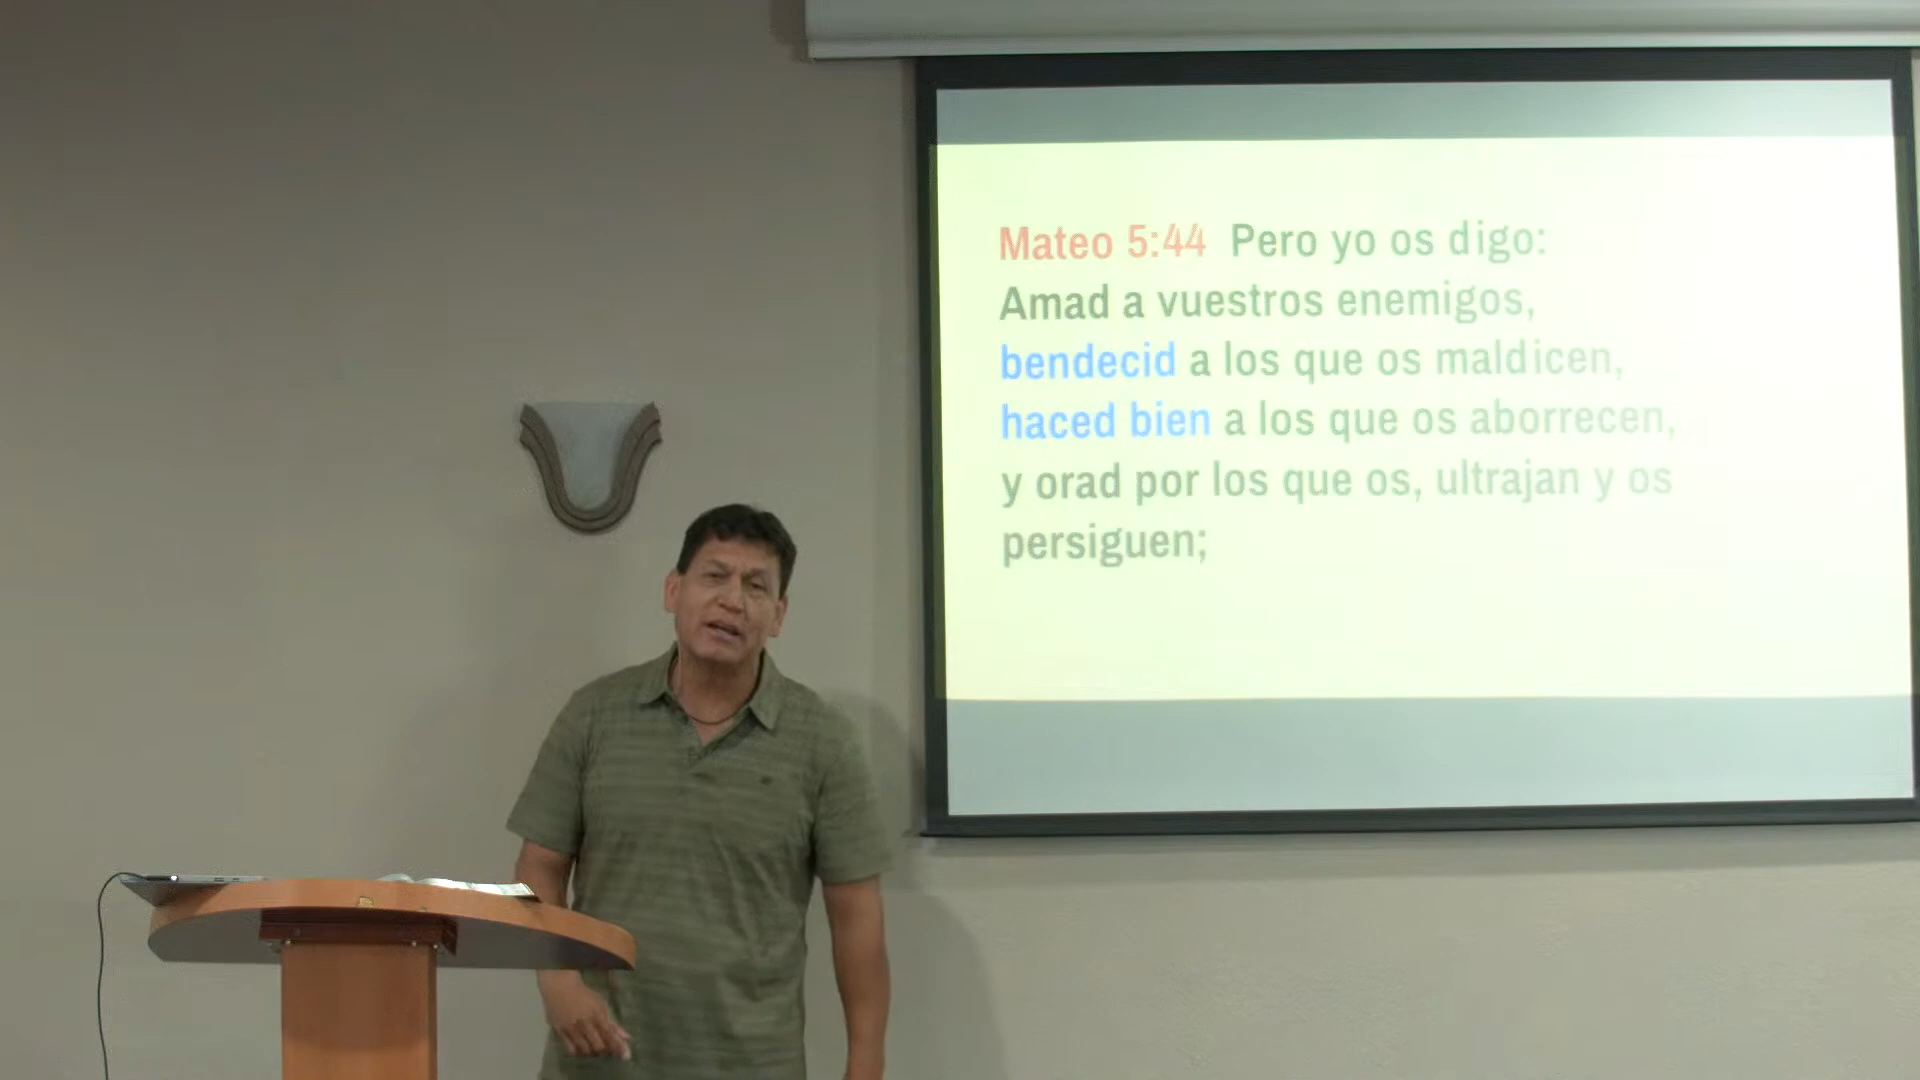 Mateo 5:44 Pero yo os digo:
Amad a vuestros enemigos,
bendecid a los que os maldicen,
haced bien a los que os aborrecen,
y orad por los que os, ultrajan y os
persiguen;